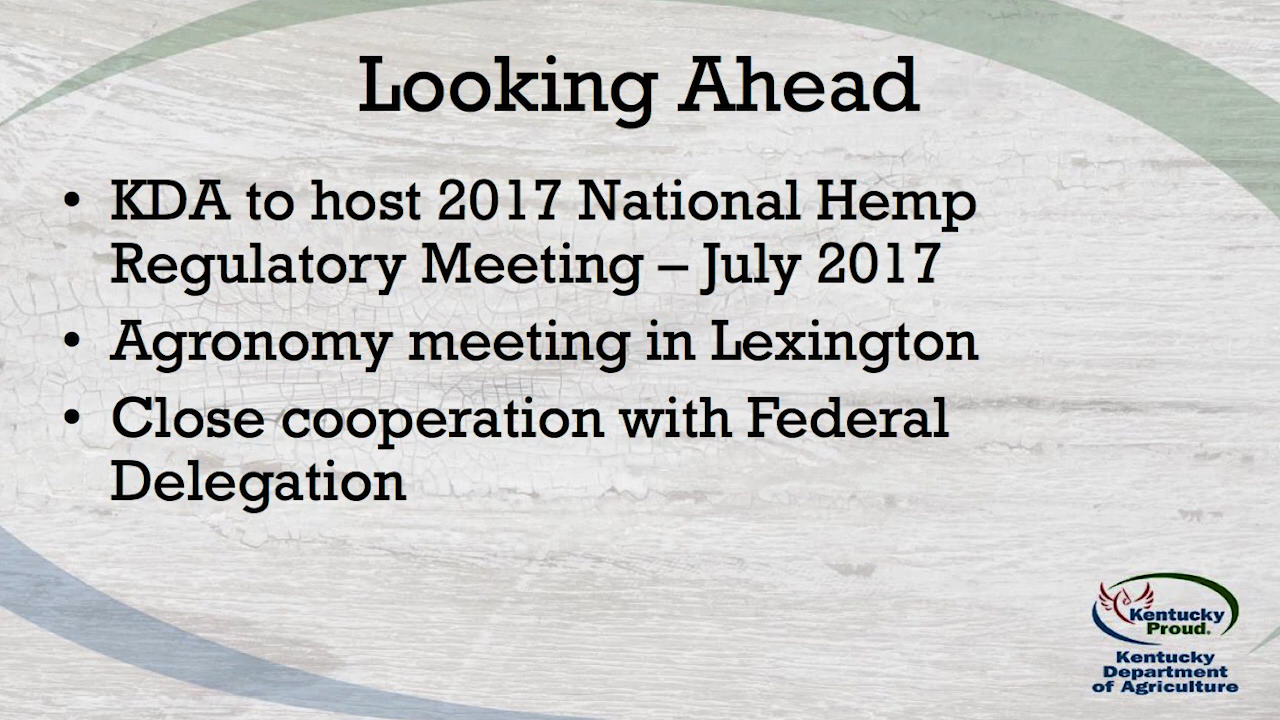 Looking Ahead
• KDA to host 2017 National Hemp
Regulatory Meeting – July 2017
• Agronomy meeting in Lexington
• Close cooperation with Federal
Delegation
Kentucky
Proud.
Kentucky
Department
of Agriculture